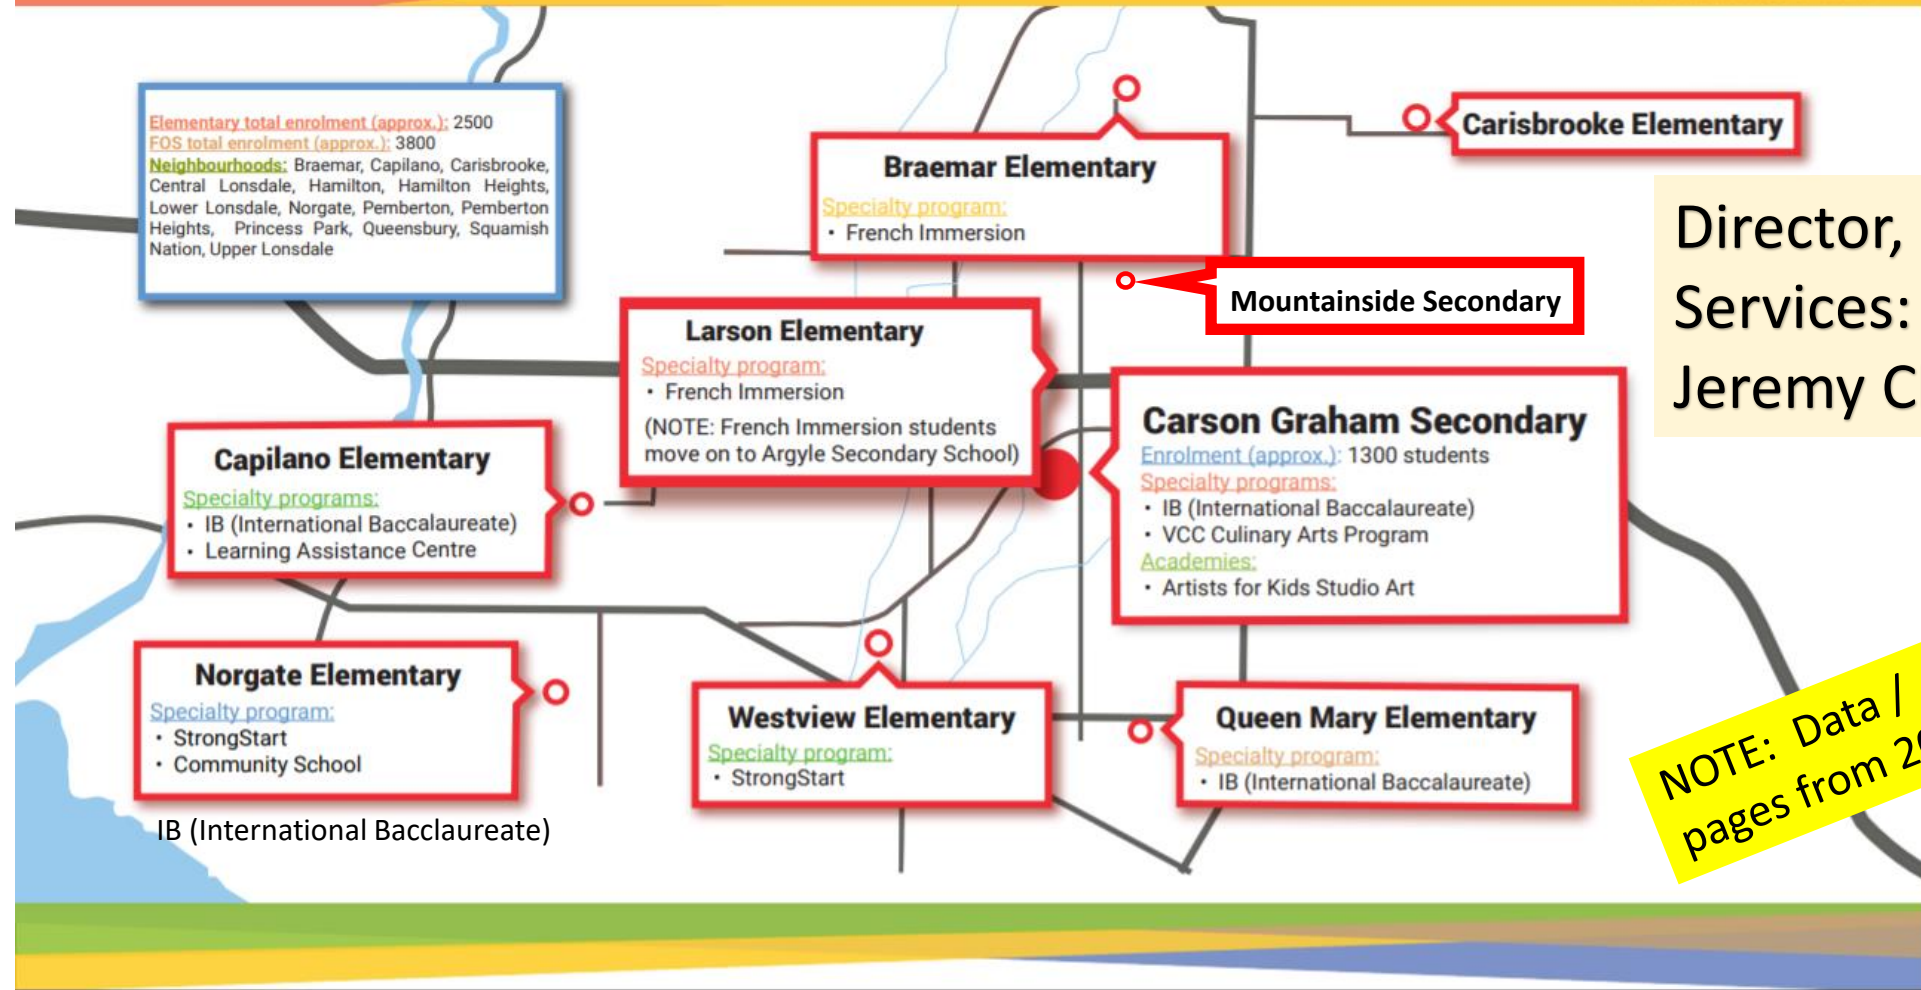 Elementary total enrolment (approx.): 2500
FOS total enrolment (approx.): 3800
Neighbourhoods: Braemar, Capilano, Carisbrooke,
Central Lonsdale, Hamilton, Hamilton Heights,
Lower Lonsdale, Norgate, Pemberton, Pemberton
Heights, Princess Park, Queensbury, Squamish
Nation, Upper Lonsdale
Braemar Elementary
Specialty program:
· French Immersion
Carisbrooke Elementary
Director,
Services:
Jeremy C
Mountainside Secondary
Larson Elementary
Specialty program:
· French Immersion
(NOTE: French Immersion students
move on to Argyle Secondary School)
Capilano Elementary
Specialty programs:
· IB (International Baccalaureate)
· Learning Assistance Centre
Carson Graham Secondary
Enrolment (approx.): 1300 students
Specialty programs:
· IB (International Baccalaureate)
· VCC Culinary Arts Program
Academies:
· Artists for Kids Studio Art
Norgate Elementary
Specialty program:
· StrongStart
· Community School
IB (International Bacclaureate)
Westview Elementary
Specialty program:
· StrongStart
Queen Mary Elementary
Specialty program:
· IB (International Baccalaureate)
NOTE: Data /
pages from